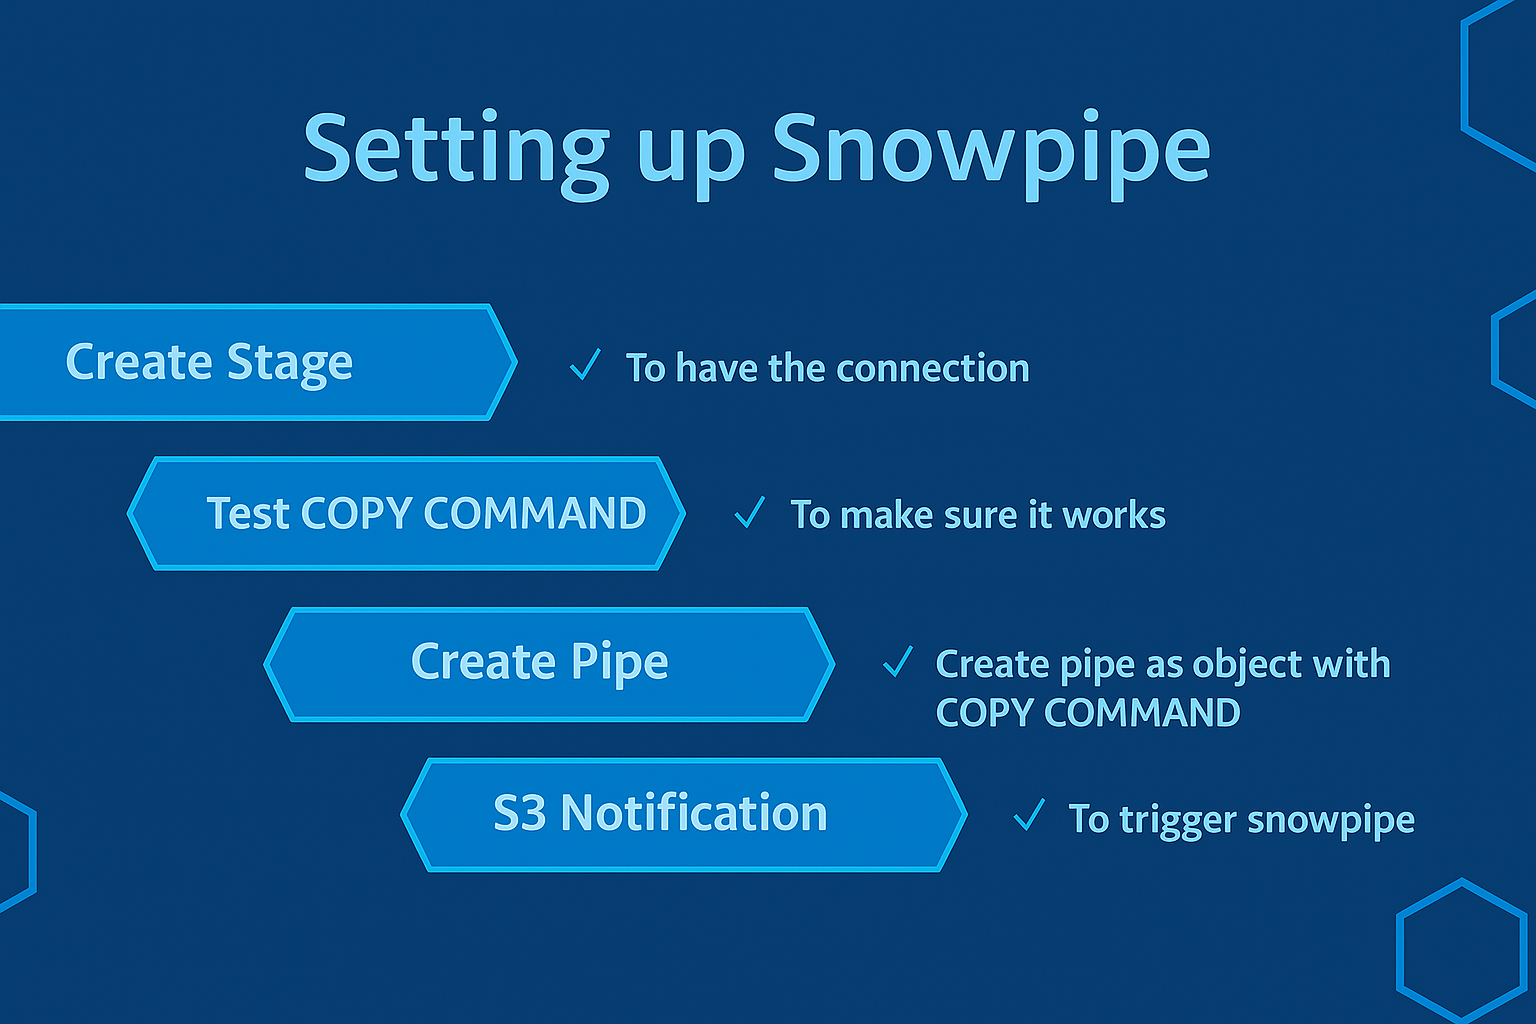 Setting up Snowpipe
Create Stage
To have the connection
Test COPY COMMAND
To make sure it works
Create Pipe
Create pipe as object with
COPY COMMAND
S3 Notification
To trigger snowpipe